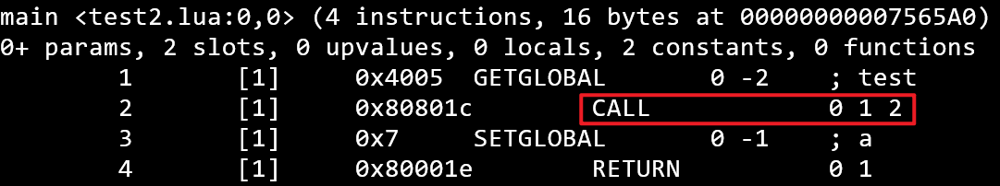 main <test2.lua:0,0> (4 instructions, 16 bytes at 00000000007565A0)
0+ params, 2 slots, 0 upvalues, 0 locals, 2 constants, 0 functions
1 [1] 0x4005 GETGLOBAL 0 -2 ; test
2 [1] 0x80801c CALL 0 1 2
3 [1] 0x7 SETGLOBAL 0 -1 ; a
4 [1] 0x80001e RETURN 0 1